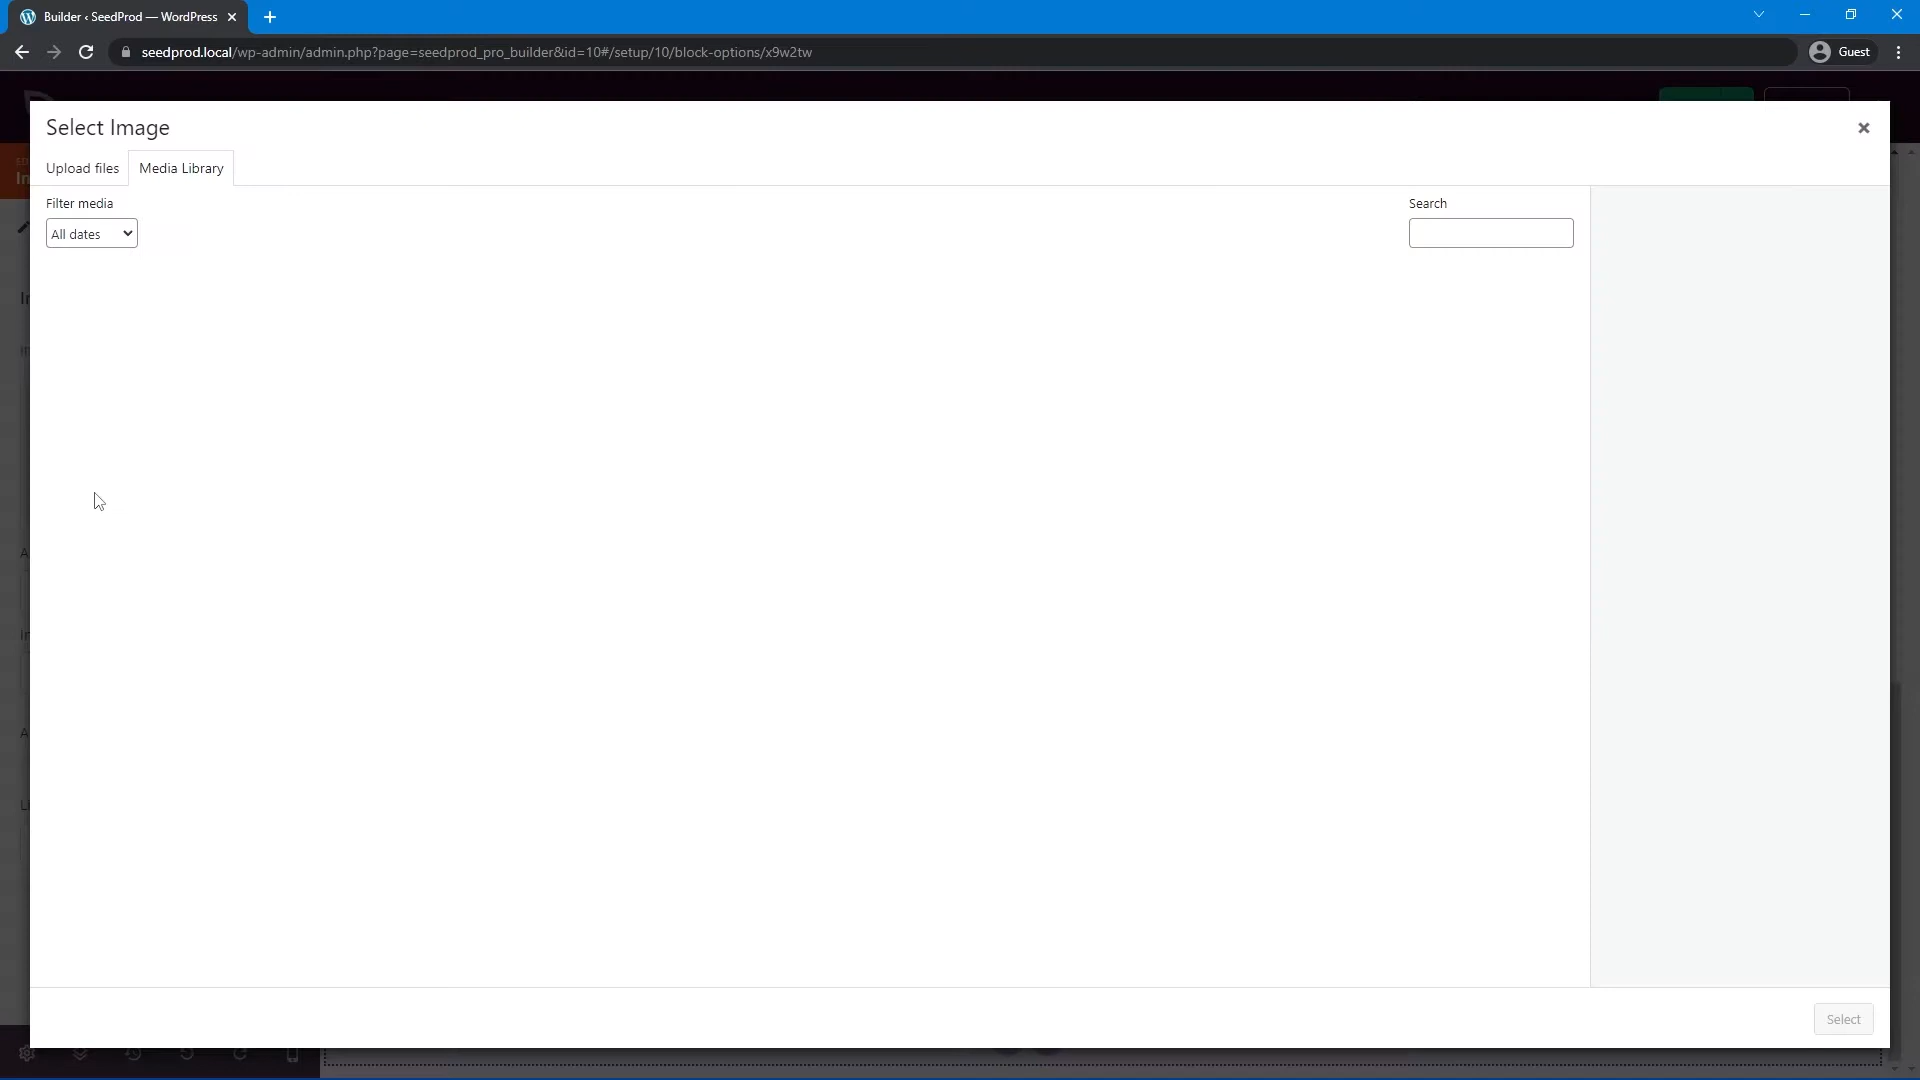 Builder ‹ SeedProd — WordPress
seedprod.local/wp-admin/admin.php?page=seedprod_pro_builder&id=10#/setup/10/block-options/x9w2tw
Guest
Select Image
Upload files
Media Library
Filter media
Search
All dates
Select